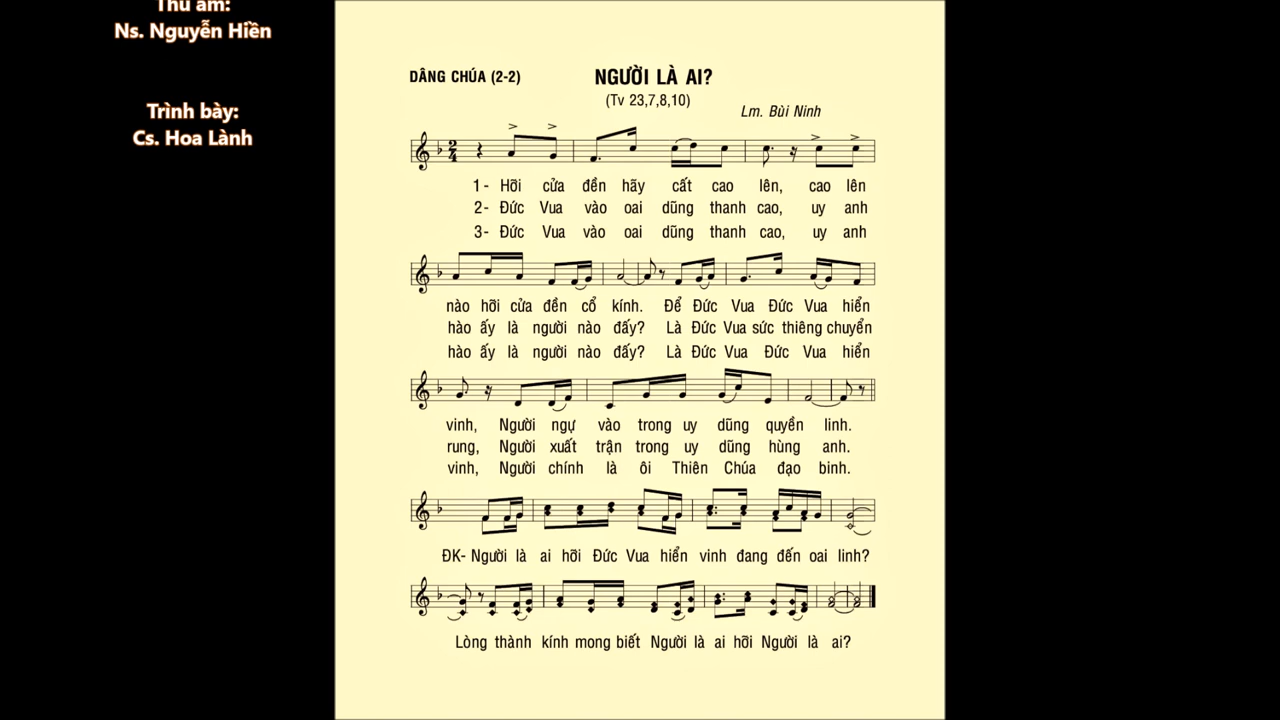 Thu âm:
Ns. Nguyễn Hiền
Trình bày:
Cs. Hoa Lành
DÂNG CHÚA (2-2)
NGƯỜI LÀ AI?
(Tv 23,7,8,10)
Lm. Bùi Ninh
1- Hỡi cửa đền hãy cất cao lên, cao lên
2- Đức Vua vào oai dũng thanh cao, uy anh
3- Đức Vua vào oai dũng thanh cao, uy anh
nào hỡi cửa đền cổ kính. Để Đức Vua Đức Vua hiển
hào ấy là người nào đấy? Là Đức Vua sức thiêng chuyển
hào ấy là người nào đấy? Là Đức Vua Đức Vua hiển
vinh, Người ngự vào trong uy dũng quyền linh.
rung, Người xuất trận trong uy dũng hùng anh.
vinh, Người chính là ôi Thiên Chúa đạo binh.
ĐK- Người là ai hỡi Đức Vua hiển vinh đang đến oai linh?
Lòng thành kính mong biết Người là ai hỡi Người là ai?